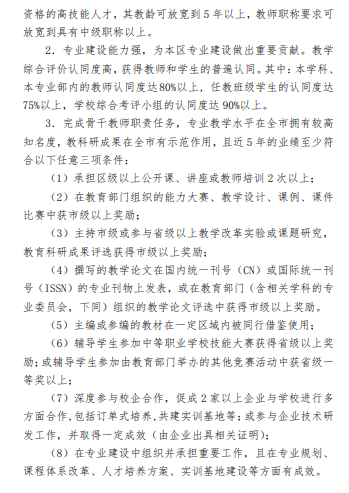 资格的高技能人才，其教龄可放宽到 5 年以上，教师职称要求可
放宽到具有中级职称以上。
2．专业建设能力强，为本区专业建设做出重要贡献。教学
综合评价认同度高，获得教师和学生的普遍认同。其中：本学科、
本专业部内的教师认同度达 80%以上，任教班级学生的认同度达
75%以上，学校综合考评小组的认同度达 90%以上。
3．完成骨干教师职责任务，专业教学水平在全市拥有较高
知名度，教科研成果在全市有示范作用，且近 5 年的业绩至少符
合以下任意三项条件：
（1）承担区级以上公开课、讲座或教师培训 2 次以上；
（2）在教育部门组织的能力大赛、教学设计、课例、课件
比赛中获市级以上奖励；
（3）主持市级或参与省级以上教学改革实验或课题研究，
教育科研成果评选获得市级以上奖励；
（4）撰写的教学论文在国内统一刊号（CN）或国际统一刊
号（ISSN）的专业刊物上发表，或在教育部门（含相关学科的专
业委员会，下同）组织的教学论文评选中获得市级以上奖励。
（5）主编或参编的教材在一定区域内被同行借鉴使用；
（6）辅导学生参加中等职业学校技能大赛获得省级以上奖
励；或辅导学生参加由教育部门举办的其他竞赛活动中获省级一
等奖以上；
（7）深度参与校企合作，促成 2 家以上企业与学校进行多
方面合作,包括订单式培养,共建实训基地等；或参与企业技术研
发工作，并取得一定成效（由企业出具相关证明）；
（8）在专业建设中组织并承担重要工作，且在专业规划、
课程体系改革、人才培养方案、实训基地建设等方面有成效。